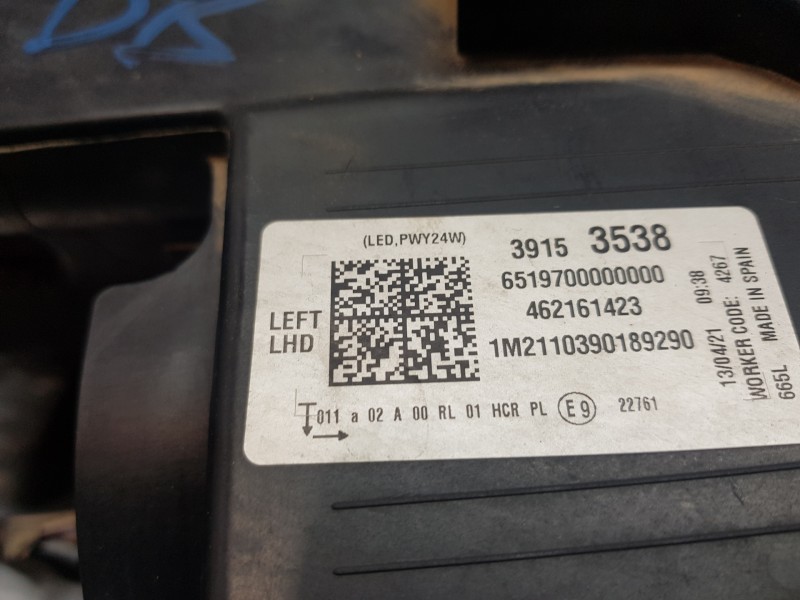 DK
(LED,PWY24W)
3915 3538
6519700000000
462161423
1M2110390189290
LEFT
LHD
011 a 02 A 00 RL 01 HCR PL E9 22761
13/04/21 09:38
WORKER CODE: 4267
MADE IN SPAIN
665L